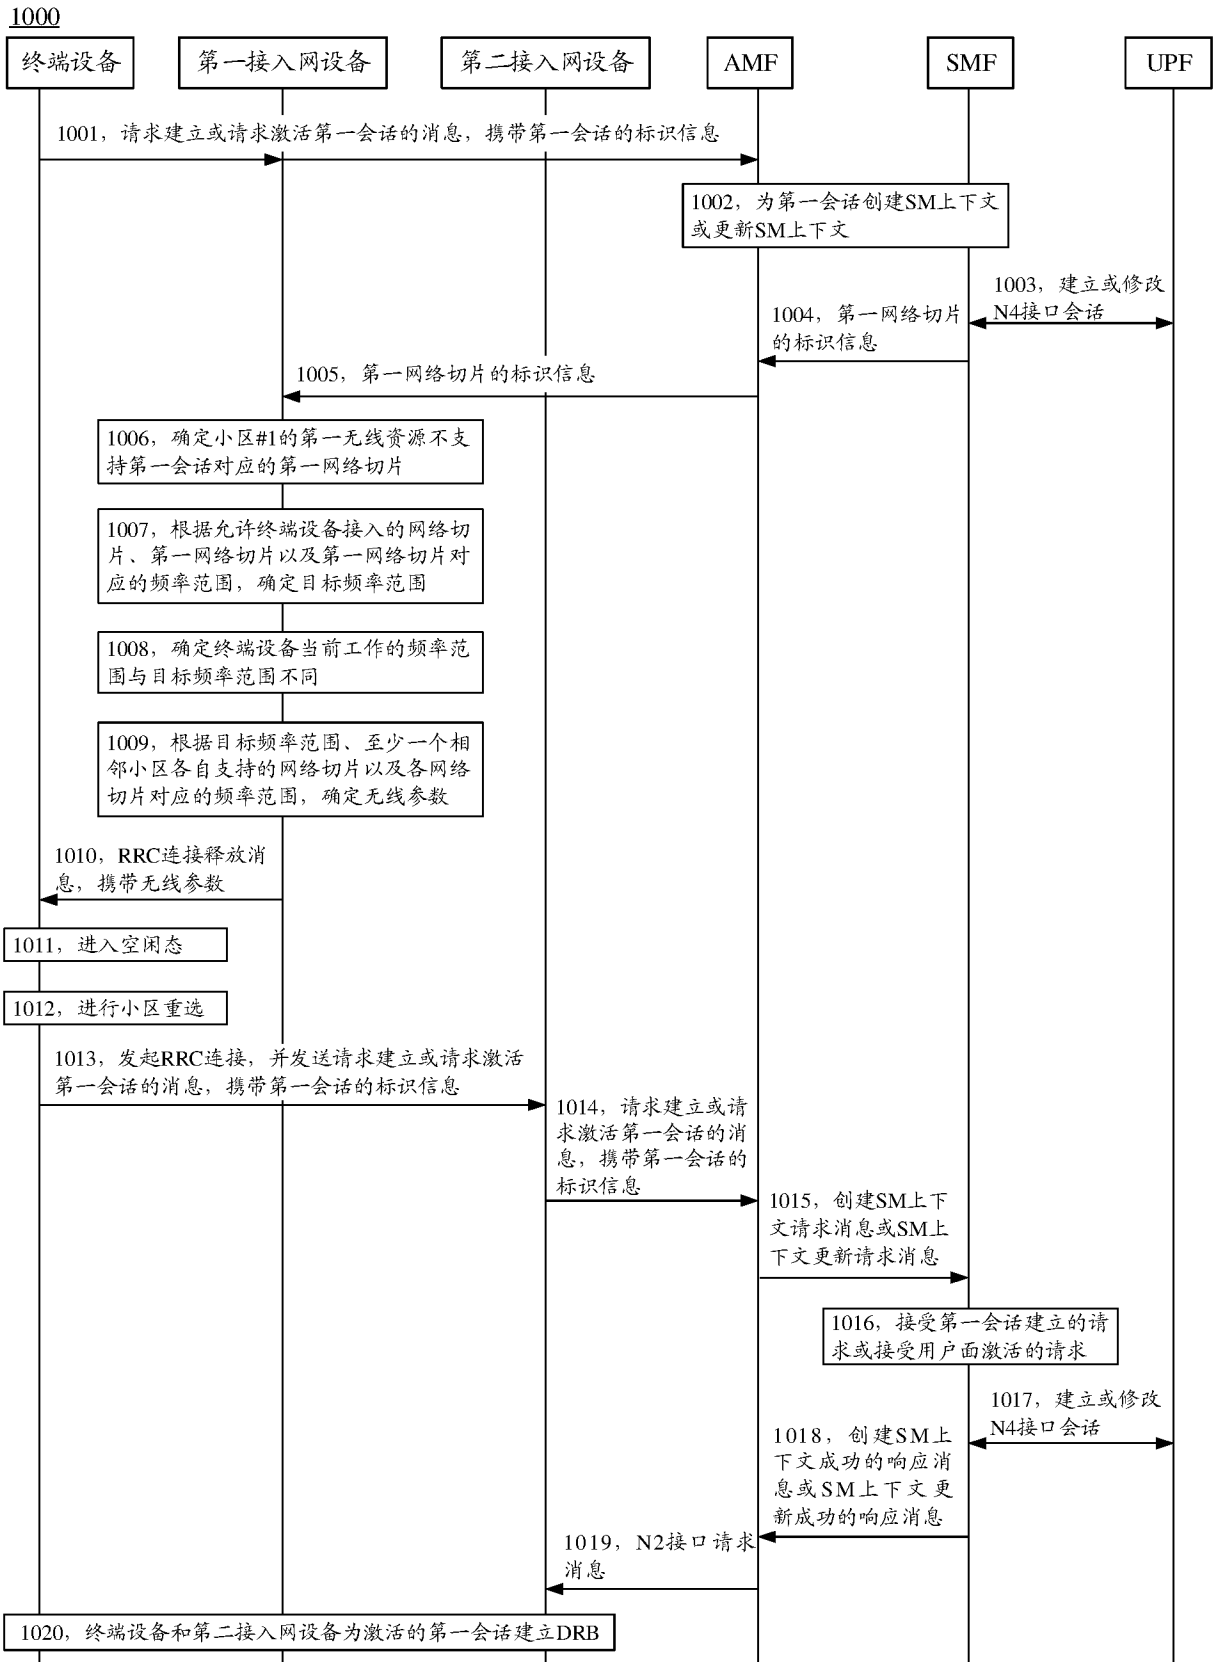 1000
终端设备
第一接入网设备
第二接入网设备
AMF
SMF
UPF
1001，请求建立或请求激活第一会话的消息，携带第一会话的标识信息
1002，为第一会话创建SM上下文
或更新SM上下文
1003，建立或修改
N4接口会话
1004，第一网络切片
的标识信息
1005，第一网络切片的标识信息
1006，确定小区#1的第一无线资源不支
持第一会话对应的第一网络切片
1007，根据允许终端设备接入的网络切
片、第一网络切片以及第一网络切片对
应的频率范围，确定目标频率范围
1008，确定终端设备当前工作的频率范
围与目标频率范围不同
1009，根据目标频率范围、至少一个相
邻小区各自支持的网络切片以及各网络
切片对应的频率范围，确定无线参数
1010，RRC连接释放消
息，携带无线参数
1011，进入空闲态
1012，进行小区重选
1013，发起RRC连接，并发送请求建立或请求激活
第一会话的消息，携带第一会话的标识信息
1014，请求建立或请
求激活第一会话的消
息，携带第一会话的
标识信息
1015，创建SM上下
文请求消息或SM上
下文更新请求消息
1016，接受第一会话建立的请
求或接受用户面激活的请求
1017，建立或修改
N4接口会话
1018，创建SM上
下文成功的响应消
息或SM上下文更
新成功的响应消息
1019，N2接口请求
消息
1020，终端设备和第二接入网设备为激活的第一会话建立DRB